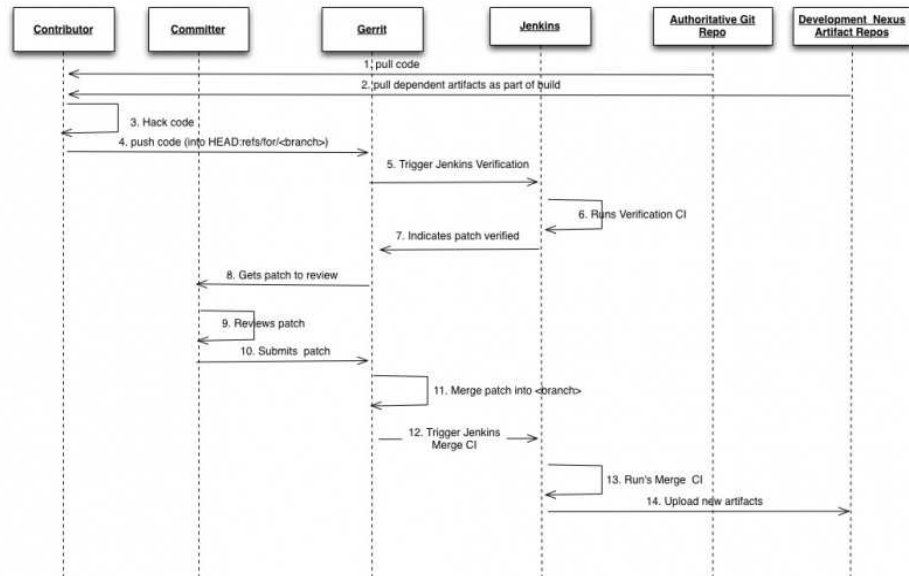 Contributor
Committer
Gerrit
Jenkins
Authoritative Git
Repo
Development Nexus
Artifact Repos
1. pull code
2. pull dependent artifacts as part of build
3. Hack code
4. push code (into HEAD:refs/for/<branch>)
5. Trigger Jenkins Verification
6. Runs Verification CI
7. Indicates patch verified
8. Gets patch to review
9. Reviews patch
10. Submits patch
11. Merge patch into <branch>
12. Trigger Jenkins
Merge CI
13. Run's Merge CI
14. Upload new artifacts